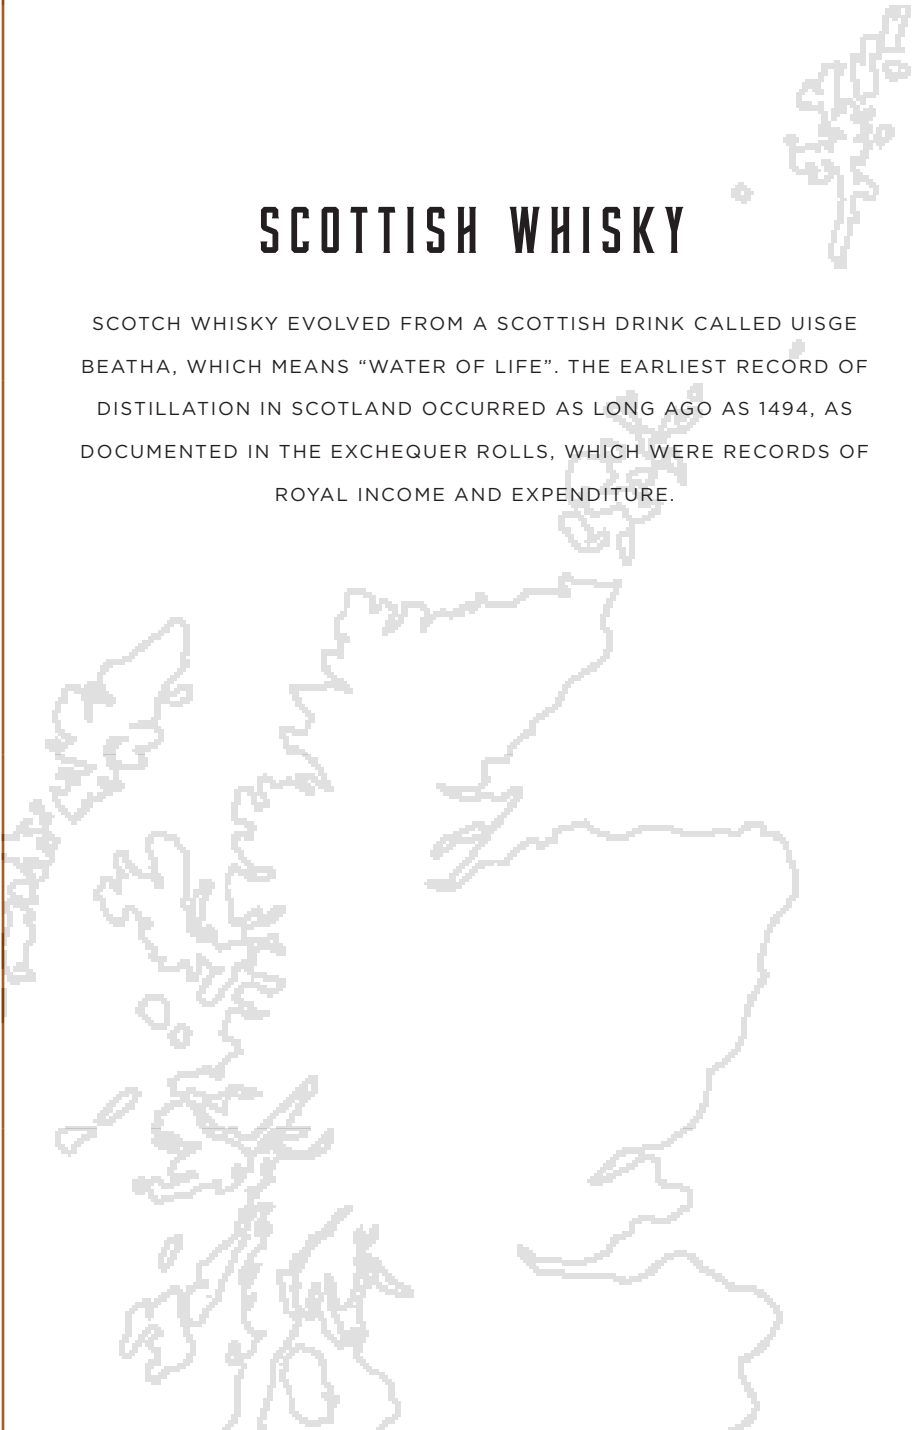 SCOTTISH WHISKY
SCOTCH WHISKY EVOLVED FROM A SCOTTISH DRINK CALLED UISGE
BEATHA, WHICH MEANS “WATER OF LIFE”. THE EARLIEST RECORD OF
DISTILLATION IN SCOTLAND OCCURRED AS LONG AGO AS 1494, AS
DOCUMENTED IN THE EXCHEQUER ROLLS, WHICH WERE RECORDS OF
ROYAL INCOME AND EXPENDITURE.